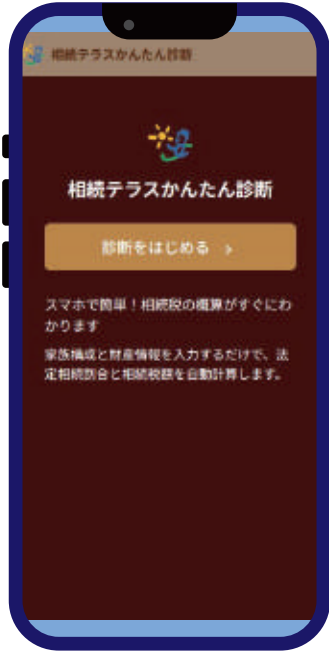 相続テラスかんたん診断
相続テラスかんたん診断
診断をはじめる ›
スマホで簡単！相続税の概算がすぐにわ
かります
家族構成と財産情報を入力するだけで、法
定相続割合と相続税額を自動計算します。